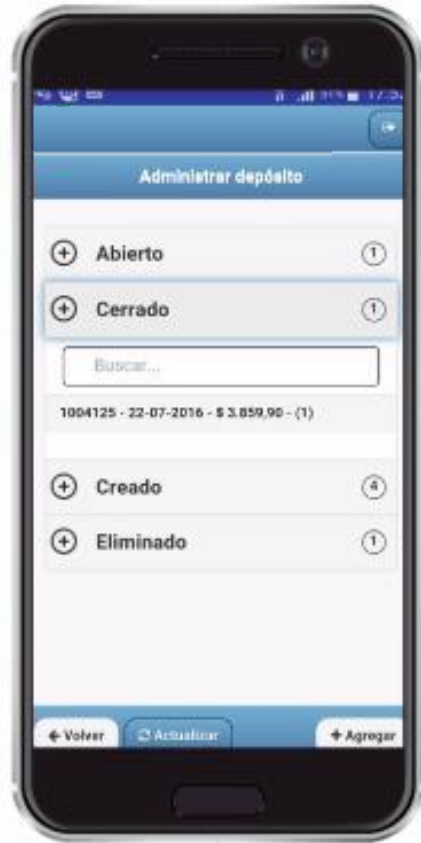 Administrar depósito
Abierto 1
Cerrado 1
Buscar...
1004125 - 22-07-2016 - $ 3.859,90 - (1)
Creado 4
Eliminado 1
Volver Actualizar Agregar